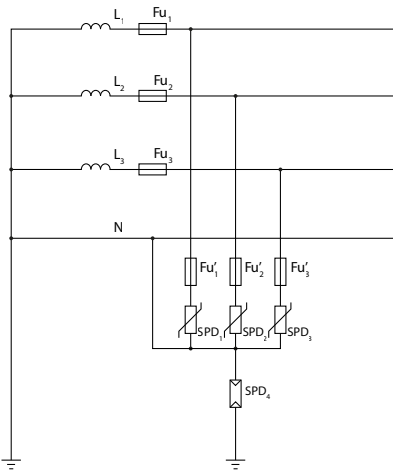 L₁ Fu₁
L₂ Fu₂
L₃ Fu₃
N
Fu'₁ Fu'₂ Fu'₃
SPD₁ SPD₂ SPD₃
SPD₄